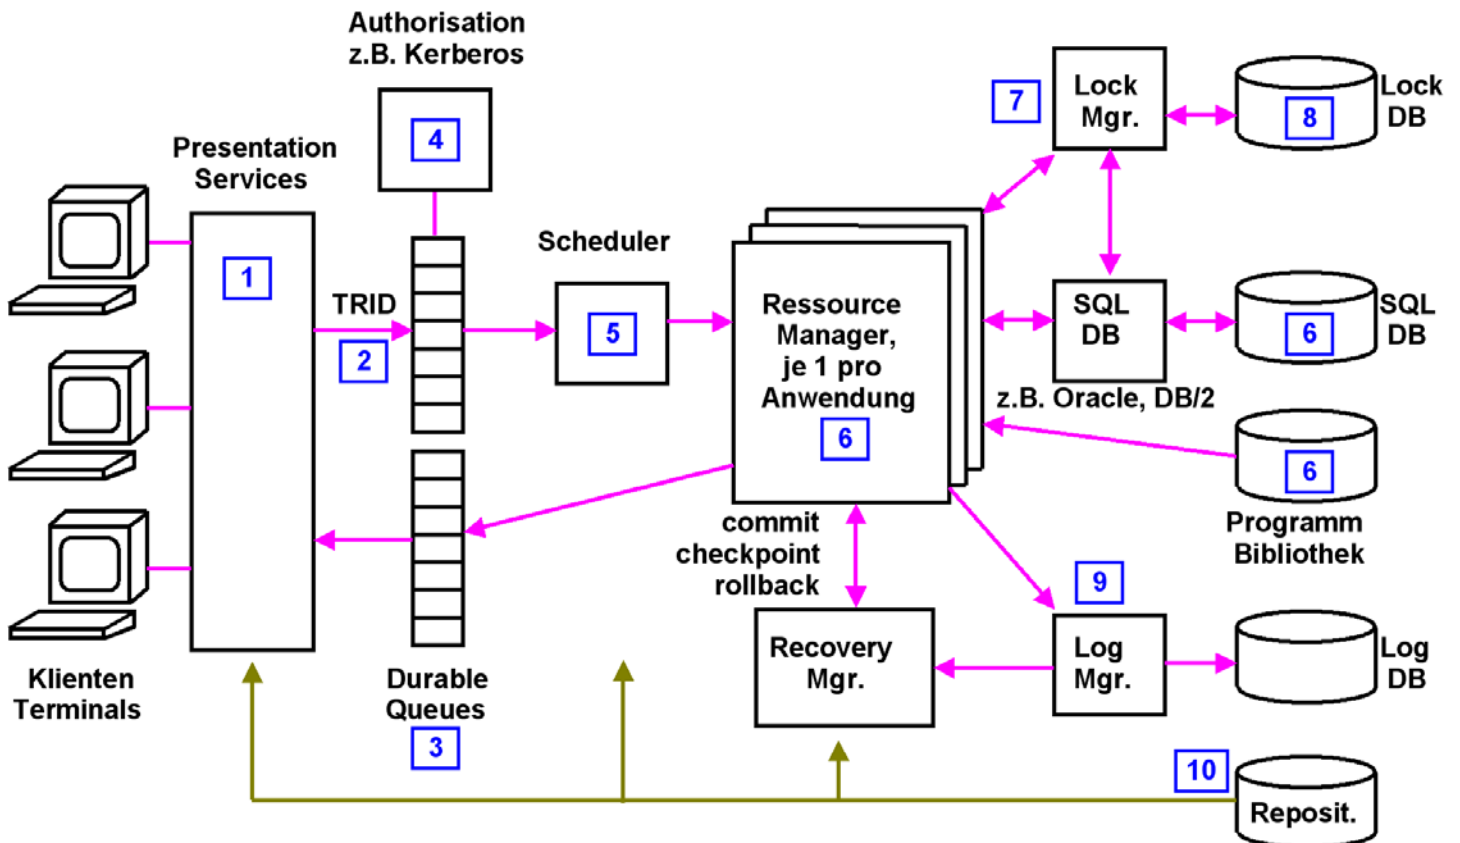 Authorisation
z.B. Kerberos
4
Presentation
Services
1
TRID
2
Scheduler
5
Ressource
Manager,
je 1 pro
Anwendung
6
7
Lock
Mgr.
8
Lock
DB
SQL
DB
6
SQL
DB
z.B. Oracle, DB/2
6
Programm
Bibliothek
commit
checkpoint
rollback
9
Recovery
Mgr.
Log
Mgr.
Log
DB
Klienten
Terminals
Durable
Queues
3
10
Reposit.